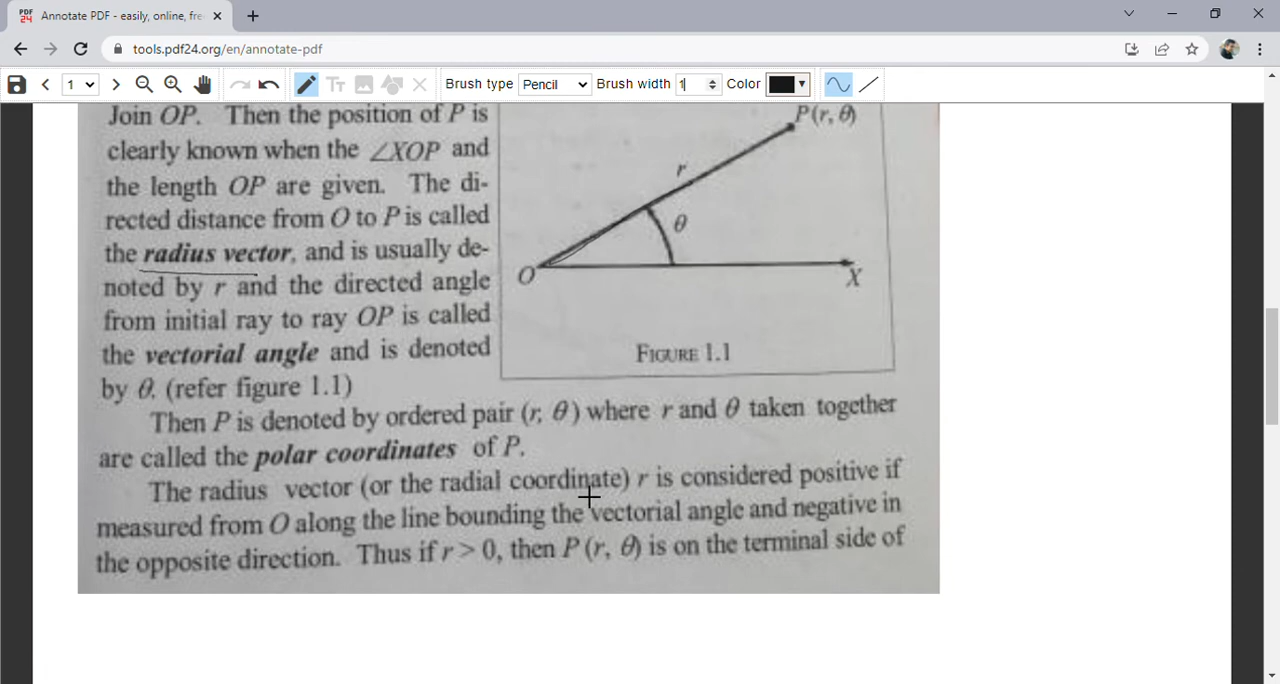 PDF 24 Annotate PDF - easily, online, fre
tools.pdf24.org/en/annotate-pdf
1 Tт Brush type Pencil Brush width 1 Color
Join OP. Then the position of P is
clearly known when the ∠XOP and
the length OP are given. The di-
rected distance from O to P is called
the radius vector, and is usually de-
noted by r and the directed angle
from initial ray to ray OP is called
the vectorial angle and is denoted
by θ. (refer figure 1.1)
P(r, θ)
r
θ
O
X
FIGURE 1.1
Then P is denoted by ordered pair (r, θ) where r and θ taken together
are called the polar coordinates of P.
The radius vector (or the radial coordinate) r is considered positive if
measured from O along the line bounding the vectorial angle and negative in
the opposite direction. Thus if r > 0, then P (r, θ) is on the terminal side of